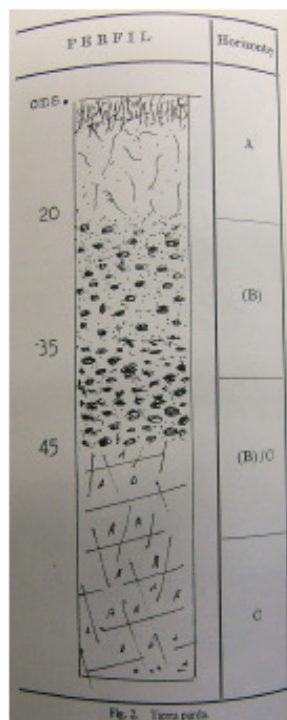 PERFIL
Horizonte
cms.
A
20
(B)
35
45
(B)/C
C
Fig. 2 Tierra parda